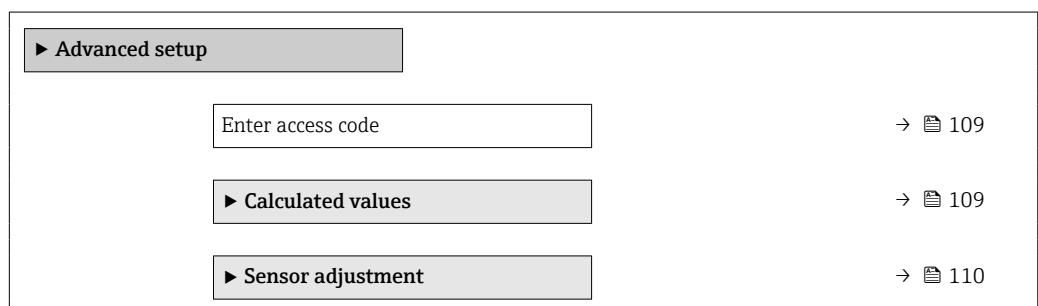 ▶ Advanced setup
Enter access code → 109
▶ Calculated values → 109
▶ Sensor adjustment → 110